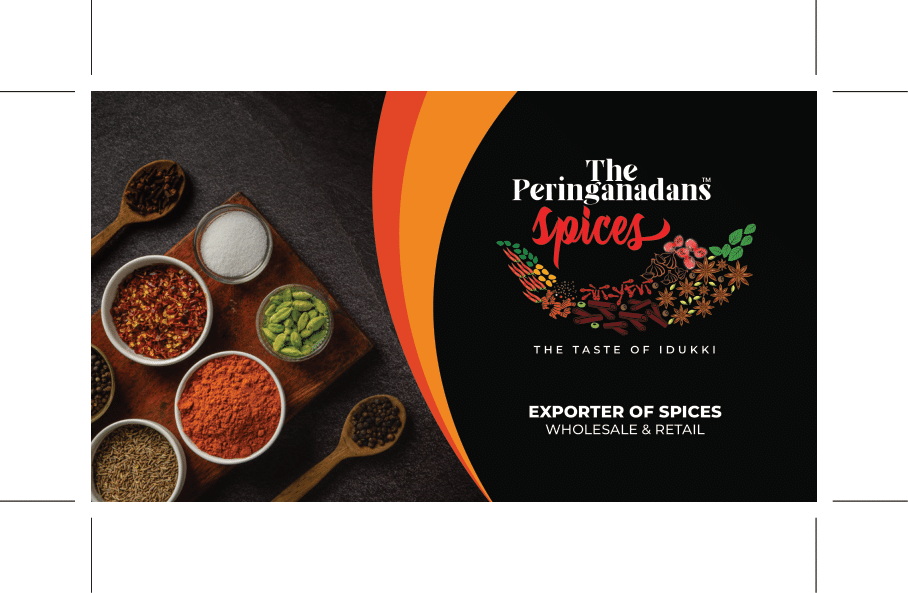 The
Peringanadans™
spices
THE TASTE OF IDUKKI
EXPORTER OF SPICES
WHOLESALE & RETAIL